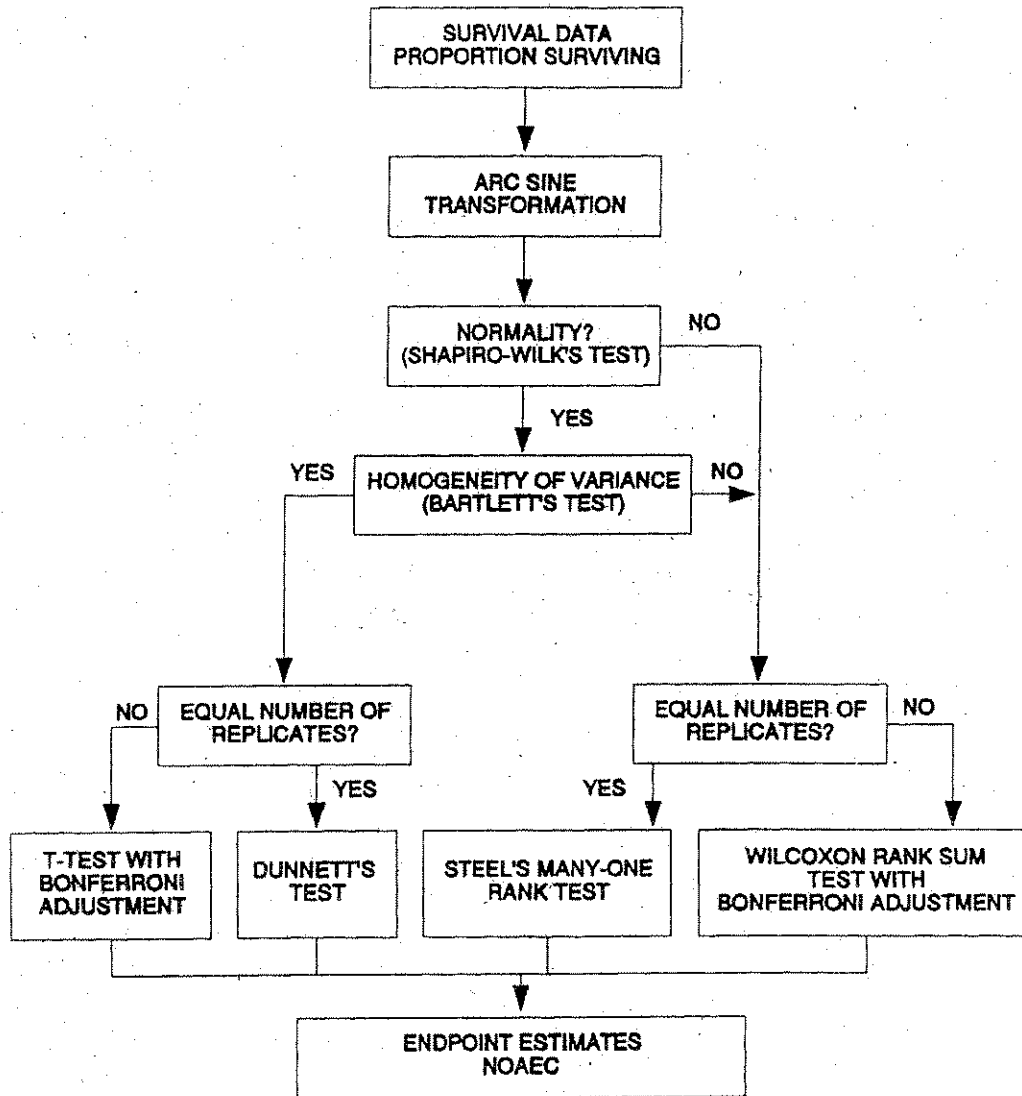 SURVIVAL DATA
PROPORTION SURVIVING
ARC SINE
TRANSFORMATION
NORMALITY?
(SHAPIRO-WILK'S TEST)
NO
YES
YES
HOMOGENEITY OF VARIANCE
(BARTLETT'S TEST)
NO
NO
EQUAL NUMBER OF
REPLICATES?
YES
EQUAL NUMBER OF
REPLICATES?
NO
YES
T-TEST WITH
BONFERRONI
ADJUSTMENT
DUNNETT'S
TEST
STEEL'S MANY-ONE
RANK TEST
WILCOXON RANK SUM
TEST WITH
BONFERRONI ADJUSTMENT
ENDPOINT ESTIMATES
NOAEC